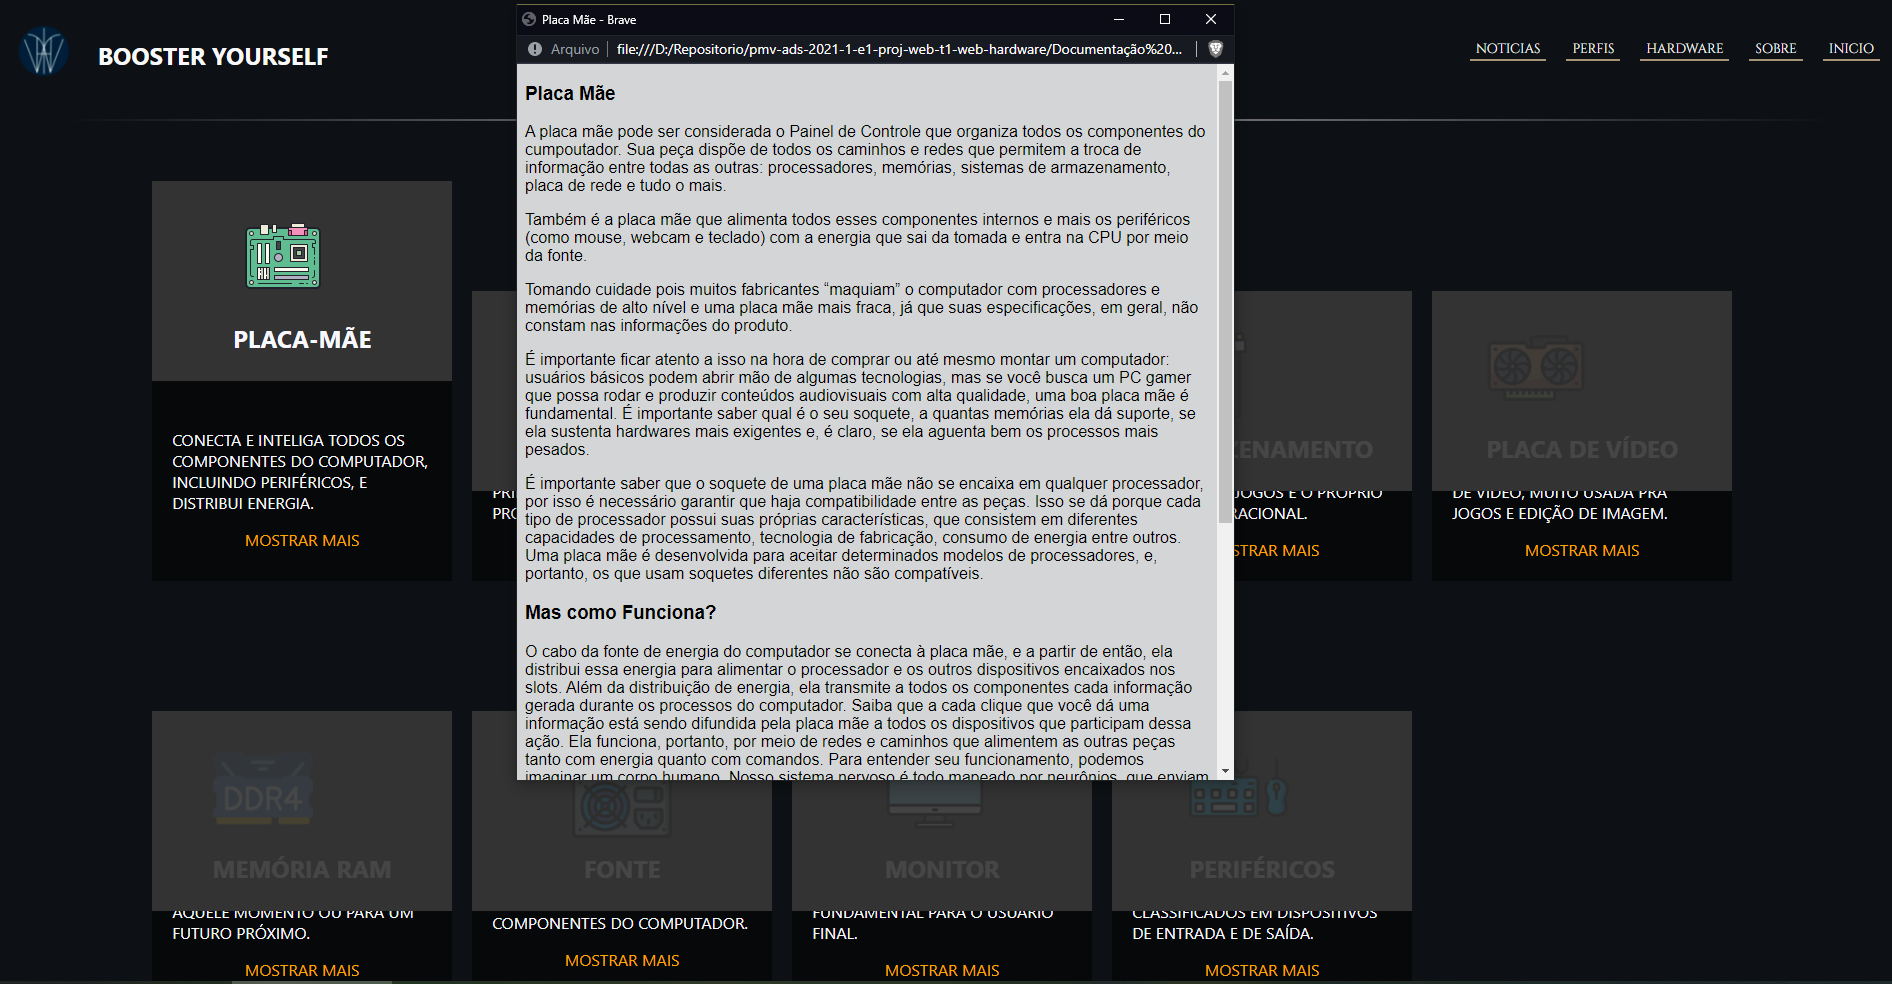 BOOSTER YOURSELF
NOTICIAS
PERFIS
HARDWARE
SOBRE
INICIO
Placa Mãe - Brave
Arquivo
file:///D:/Repositorio/pmv-ads-2021-1-e1-proj-web-t1-web-hardware/Documentação%20...
Placa Mãe
A placa mãe pode ser considerada o Painel de Controle que organiza todos os componentes do
cumpoutador. Sua peça dispõe de todos os caminhos e redes que permitem a troca de
informação entre todas as outras: processadores, memórias, sistemas de armazenamento,
placa de rede e tudo o mais.
Também é a placa mãe que alimenta todos esses componentes internos e mais os periféricos
(como mouse, webcam e teclado) com a energia que sai da tomada e entra na CPU por meio
da fonte.
Tomando cuidade pois muitos fabricantes “maquiam” o computador com processadores e
memórias de alto nível e uma placa mãe mais fraca, já que suas especificações, em geral, não
constam nas informações do produto.
É importante ficar atento a isso na hora de comprar ou até mesmo montar um computador:
usuários básicos podem abrir mão de algumas tecnologias, mas se você busca um PC gamer
que possa rodar e produzir conteúdos audiovisuais com alta qualidade, uma boa placa mãe é
fundamental. É importante saber qual é o seu soquete, a quantas memórias ela dá suporte, se
ela sustenta hardwares mais exigentes e, é claro, se ela aguenta bem os processos mais
pesados.
É importante saber que o soquete de uma placa mãe não se encaixa em qualquer processador,
por isso é necessário garantir que haja compatibilidade entre as peças. Isso se dá porque cada
tipo de processador possui suas próprias características, que consistem em diferentes
capacidades de processamento, tecnologia de fabricação, consumo de energia entre outros.
Uma placa mãe é desenvolvida para aceitar determinados modelos de processadores, e,
portanto, os que usam soquetes diferentes não são compatíveis.
Mas como Funciona?
O cabo da fonte de energia do computador se conecta à placa mãe, e a partir de então, ela
distribui essa energia para alimentar o processador e os outros dispositivos encaixados nos
slots. Além da distribuição de energia, ela transmite a todos os componentes cada informação
gerada durante os processos do computador. Saiba que a cada clique que você dá uma
informação está sendo difundida pela placa mãe a todos os dispositivos que participam dessa
ação. Ela funciona, portanto, por meio de redes e caminhos que alimentem as outras peças
tanto com energia quanto com comandos. Para entender seu funcionamento, podemos
imaginar um corpo humano. Nosso sistema nervoso é todo mapeado por neurônios, que enviam
PLACA-MÃE
CONECTA E INTELIGA TODOS OS
COMPONENTES DO COMPUTADOR,
INCLUINDO PERIFÉRICOS, E
DISTRIBUI ENERGIA.
MOSTRAR MAIS
PRI
PRO
ZENAMENTO
JOGOS E O PRÓPRIO
RACIONAL.
STRAR MAIS
PLACA DE VÍDEO
DE VÍDEO, MUITO USADA PRA
JOGOS E EDIÇÃO DE IMAGEM.
MOSTRAR MAIS
DDR4
MEMÓRIA RAM
AQUELE MOMENTO OU PARA UM
FUTURO PRÓXIMO.
MOSTRAR MAIS
FONTE
COMPONENTES DO COMPUTADOR.
MOSTRAR MAIS
MONITOR
FUNDAMENTAL PARA O USUÁRIO
FINAL.
MOSTRAR MAIS
PERIFÉRICOS
CLASSIFICADOS EM DISPOSITIVOS
DE ENTRADA E DE SAÍDA.
MOSTRAR MAIS